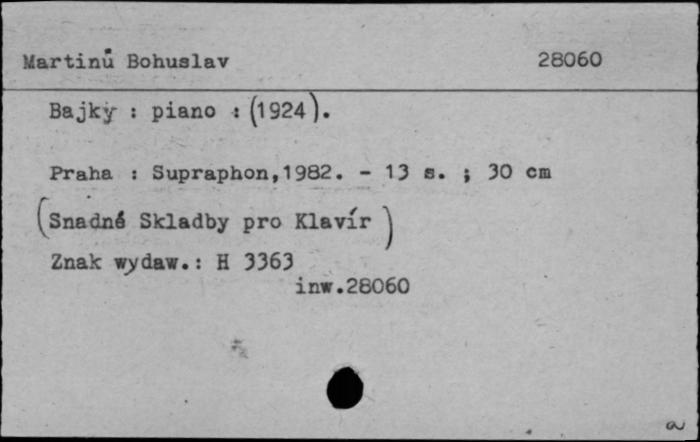 Martinů Bohuslav 28060
Bajky : piano : (1924).
Praha : Supraphon,1982. - 13 s. ; 30 cm
(Snadné Skladby pro Klavír)
Znak wydaw.: H 3363
inw.28060
a